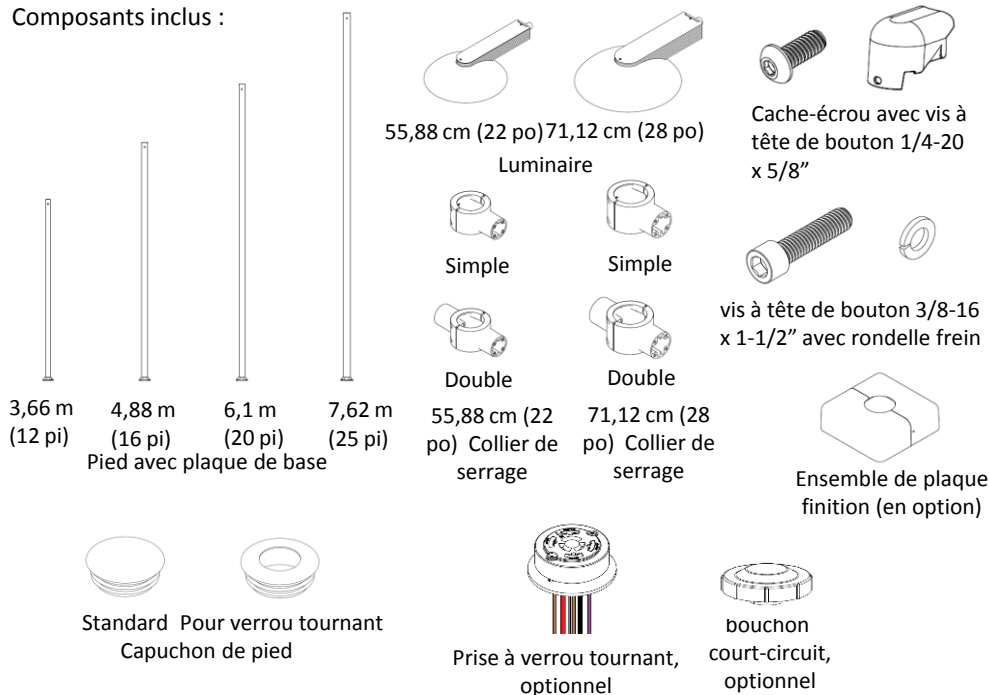 Composants inclus :
55,88 cm (22 po) 71,12 cm (28 po)
Luminaire
Cache-écrou avec vis à
tête de bouton 1/4-20
x 5/8”
Simple
Simple
vis à tête de bouton 3/8-16
x 1-1/2” avec rondelle frein
Double
Double
3,66 m
(12 pi)
4,88 m
(16 pi)
6,1 m
(20 pi)
7,62 m
(25 pi)
Pied avec plaque de base
55,88 cm (22
po) Collier de
serrage
71,12 cm (28
po) Collier de
serrage
Ensemble de plaque
finition (en option)
Standard Pour verrou tournant
Capuchon de pied
Prise à verrou tournant,
optionnel
bouchon
court-circuit,
optionnel